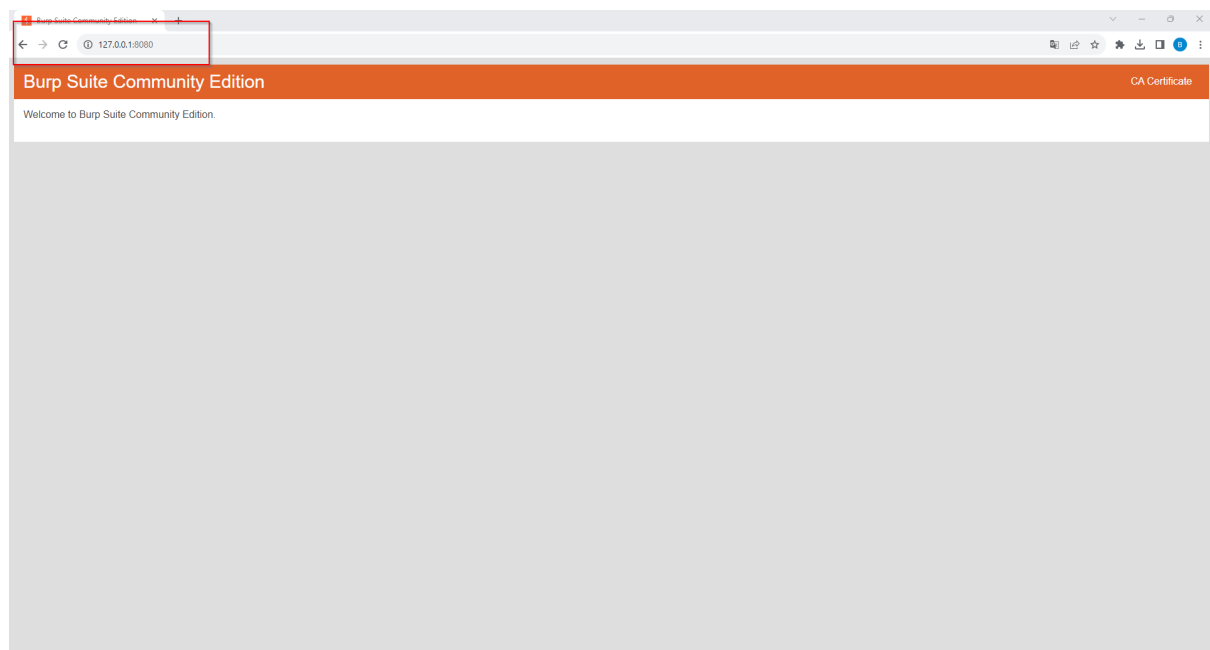 Burp Suite Community Edition
127.0.0.1:8080
B
Burp Suite Community Edition
CA Certificate
Welcome to Burp Suite Community Edition.